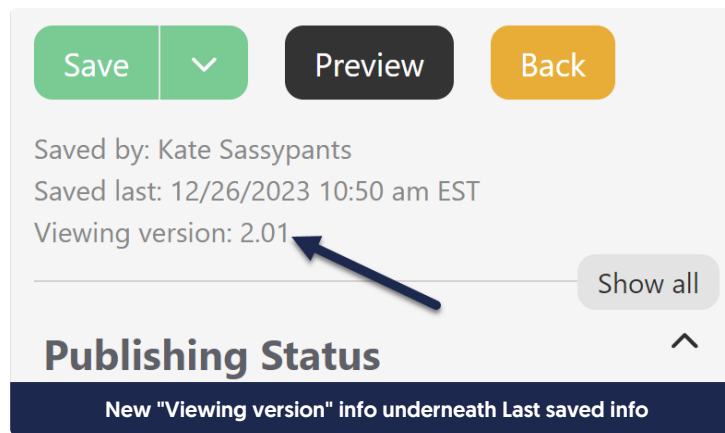 Save
Preview
Back
Saved by: Kate Sassypants
Saved last: 12/26/2023 10:50 am EST
Viewing version: 2.01
Show all
Publishing Status
New "Viewing version" info underneath Last saved info